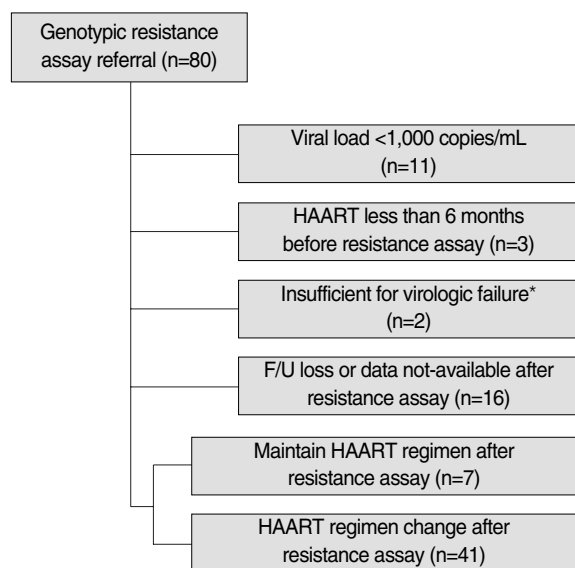 Genotypic resistance
assay referral (n=80)
Viral load <1,000 copies/mL
(n=11)
HAART less than 6 months
before resistance assay (n=3)
Insufficient for virologic failure*
(n=2)
F/U loss or data not-available after
resistance assay (n=16)
Maintain HAART regimen after
resistance assay (n=7)
HAART regimen change after
resistance assay (n=41)